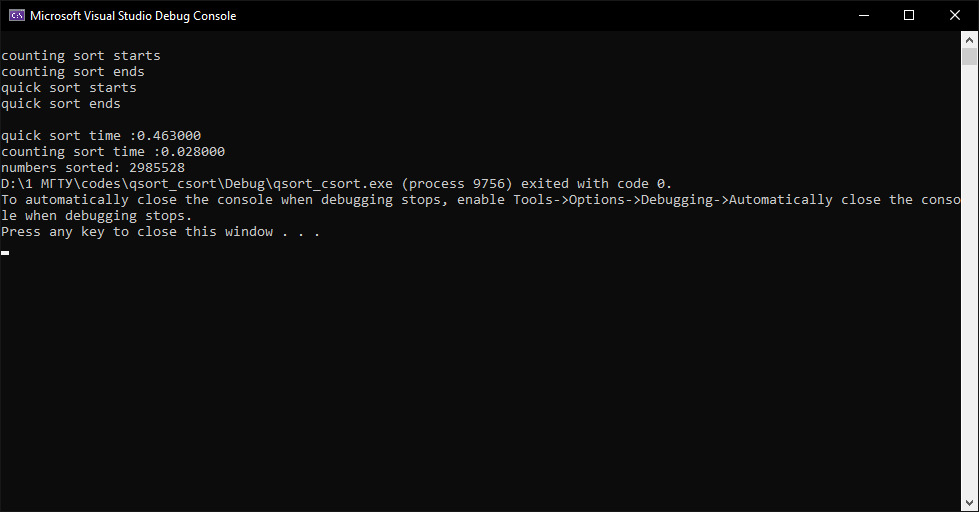 Microsoft Visual Studio Debug Console
counting sort starts
counting sort ends
quick sort starts
quick sort ends
quick sort time :0.463000
counting sort time :0.028000
numbers sorted: 2985528
D:\1 МГТУ\codes\qsort_csort\Debug\qsort_csort.exe (process 9756) exited with code 0.
To automatically close the console when debugging stops, enable Tools->Options->Debugging->Automatically close the conso
le when debugging stops.
Press any key to close this window . . .